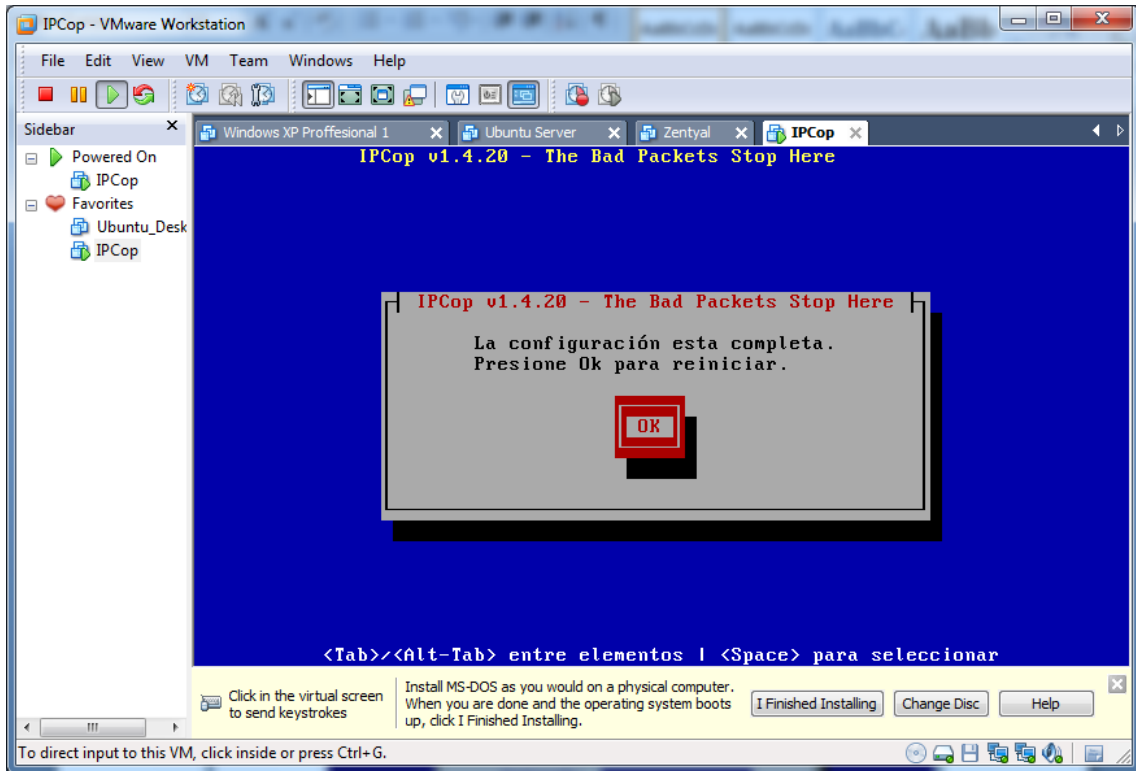 IPCop - VMware Workstation
File Edit View VM Team Windows Help
Sidebar
Powered On
IPCop
Favorites
Ubuntu_Desk
IPCop
Windows XP Proffesional 1
Ubuntu Server
Zentyal
IPCop
IPCop v1.4.20 - The Bad Packets Stop Here
IPCop v1.4.20 - The Bad Packets Stop Here
La configuración esta completa.
Presione Ok para reiniciar.
OK
<Tab>/<Alt-Tab> entre elementos | <Space> para seleccionar
Click in the virtual screen
to send keystrokes
Install MS-DOS as you would on a physical computer.
When you are done and the operating system boots
up, click I Finished Installing.
I Finished Installing
Change Disc
Help
To direct input to this VM, click inside or press Ctrl+G.